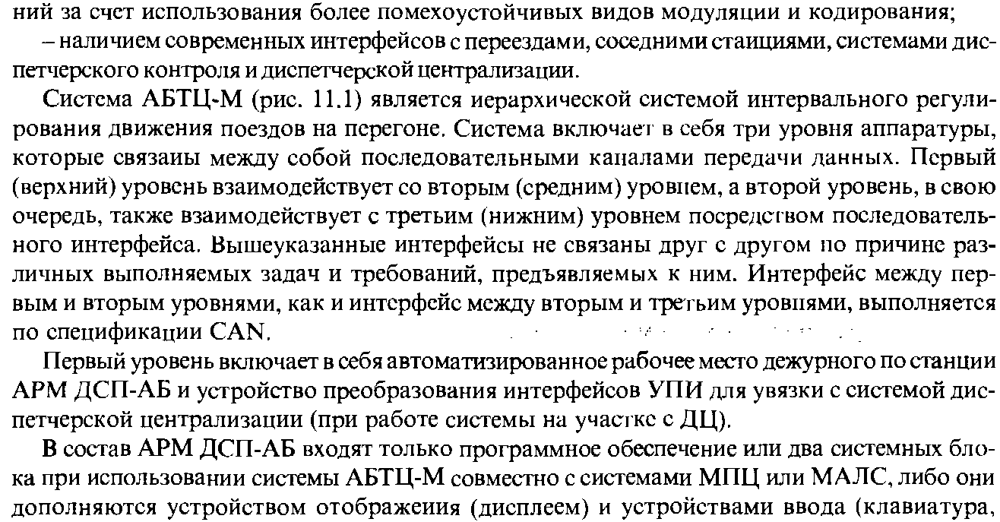 ний за счет использования более помехоустойчивых видов модуляции и кодирования;
– наличием современных интерфейсов с переездами, соседними станциями, системами дис-
петчерского контроля и диспетчерской централизации.
Система АБТЦ-М (рис. 11.1) является иерархической системой интервального регули-
рования движения поездов на перегоне. Система включает в себя три уровня аппаратуры,
которые связаны между собой последовательными каналами передачи данных. Первый
(верхний) уровень взаимодействует со вторым (средним) уровнем, а второй уровень, в свою
очередь, также взаимодействует с третьим (нижним) уровнем посредством последователь-
ного интерфейса. Вышеуказанные интерфейсы не связаны друг с другом по причине раз-
личных выполняемых задач и требований, предъявляемых к ним. Интерфейс между пер-
вым и вторым уровнями, как и интерфейс между вторым и третьим уровнями, выполняется
по спецификации CAN.
Первый уровень включает в себя автоматизированное рабочее место дежурного по станции
АРМ ДСП-АБ и устройство преобразования интерфейсов УПИ для увязки с системой дис-
петчерской централизации (при работе системы на участке с ДЦ).
В состав АРМ ДСП-АБ входят только программное обеспечение или два системных бло-
ка при использовании системы АБТЦ-М совместно с системами МПЦ или МАЛС, либо они
дополняются устройством отображения (дисплеем) и устройствами ввода (клавиатура,